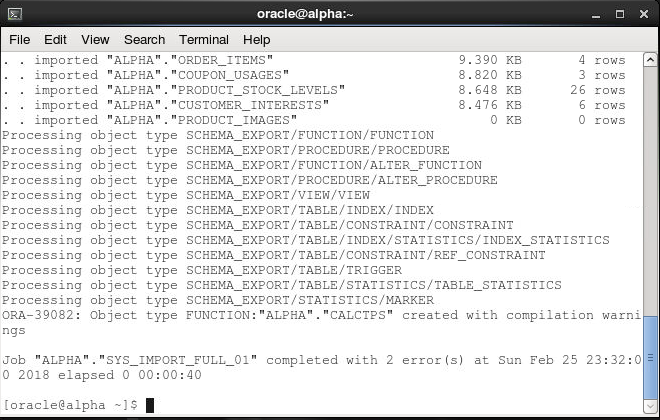 oracle@alpha:~
File Edit View Search Terminal Help
. . imported "ALPHA"."ORDER_ITEMS" 9.390 KB 4 rows
. . imported "ALPHA"."COUPON_USAGES" 8.820 KB 3 rows
. . imported "ALPHA"."PRODUCT_STOCK_LEVELS" 8.648 KB 26 rows
. . imported "ALPHA"."CUSTOMER_INTERESTS" 8.476 KB 6 rows
. . imported "ALPHA"."PRODUCT_IMAGES" 0 KB 0 rows
Processing object type SCHEMA_EXPORT/FUNCTION/FUNCTION
Processing object type SCHEMA_EXPORT/PROCEDURE/PROCEDURE
Processing object type SCHEMA_EXPORT/FUNCTION/ALTER_FUNCTION
Processing object type SCHEMA_EXPORT/PROCEDURE/ALTER_PROCEDURE
Processing object type SCHEMA_EXPORT/VIEW/VIEW
Processing object type SCHEMA_EXPORT/TABLE/INDEX/INDEX
Processing object type SCHEMA_EXPORT/TABLE/CONSTRAINT/CONSTRAINT
Processing object type SCHEMA_EXPORT/TABLE/INDEX/STATISTICS/INDEX_STATISTICS
Processing object type SCHEMA_EXPORT/TABLE/CONSTRAINT/REF_CONSTRAINT
Processing object type SCHEMA_EXPORT/TABLE/TRIGGER
Processing object type SCHEMA_EXPORT/TABLE/STATISTICS/TABLE_STATISTICS
Processing object type SCHEMA_EXPORT/STATISTICS/MARKER
ORA-39082: Object type FUNCTION:"ALPHA"."CALCTPS" created with compilation warni
ngs
Job "ALPHA"."SYS_IMPORT_FULL_01" completed with 2 error(s) at Sun Feb 25 23:32:0
0 2018 elapsed 0 00:00:40
[oracle@alpha ~]$